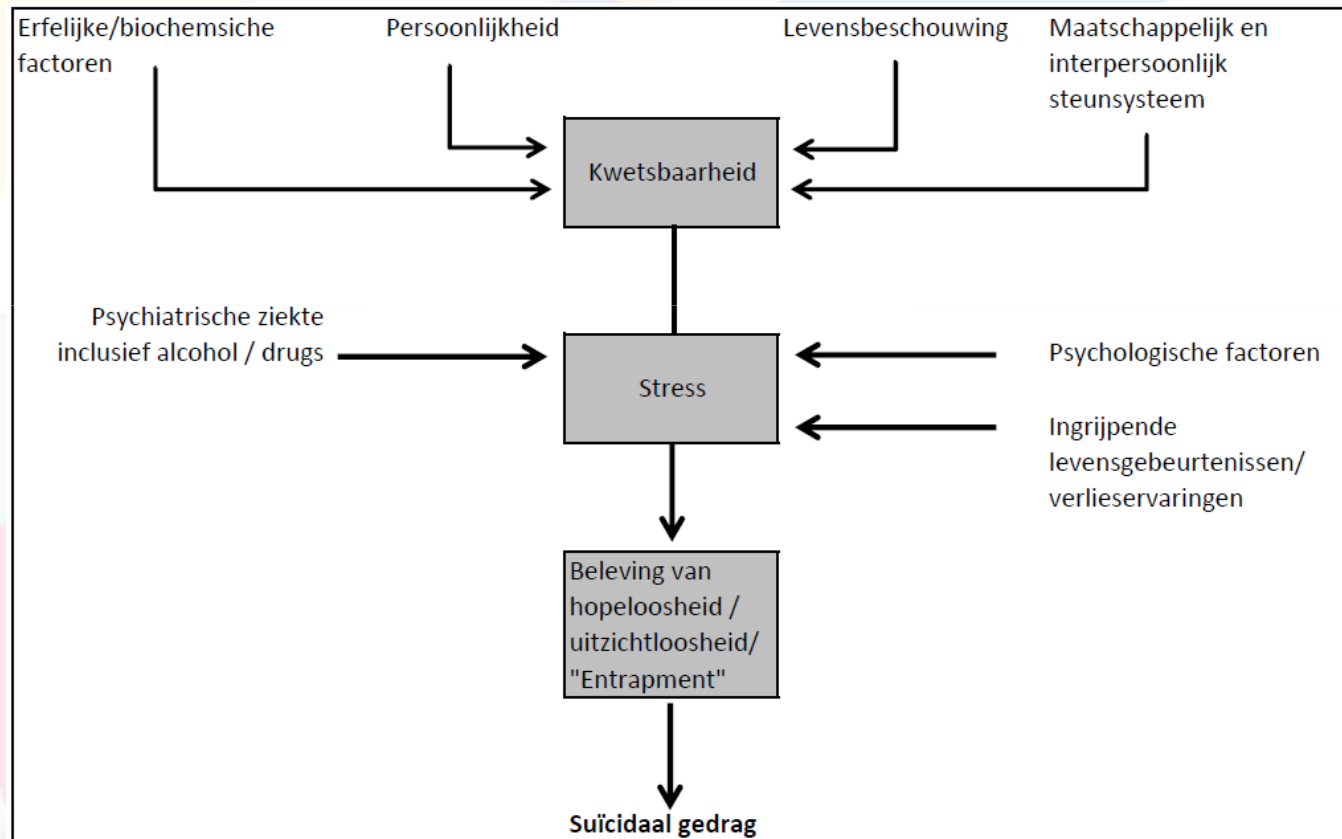 Erfelijke/biochemsiche
factoren
Persoonlijkheid
Levensbeschouwing
Maatschappelijk en
interpersoonlijk
steunsysteem
Kwetsbaarheid
Psychiatrische ziekte
inclusief alcohol / drugs
Stress
Psychologische factoren
Ingrijpende
levensgebeurtenissen/
verlieservaringen
Beleving van
hopeloosheid /
uitzichtloosheid/
"Entrapment"
Suïcidaal gedrag